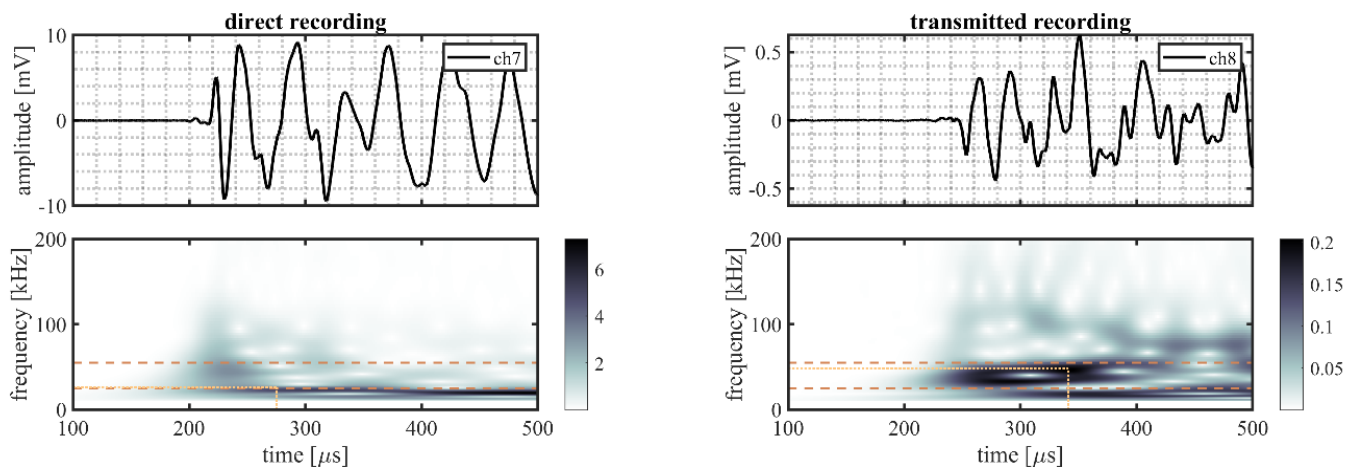 direct recording
transmitted recording
10
0
-10
amplitude [mV]
ch7
0.5
0
-0.5
amplitude [mV]
ch8
200
100
0
frequency [kHz]
100
200
300
400
500
time [μs]
6
4
2
200
100
0
frequency [kHz]
100
200
300
400
500
time [μs]
0.2
0.15
0.1
0.05